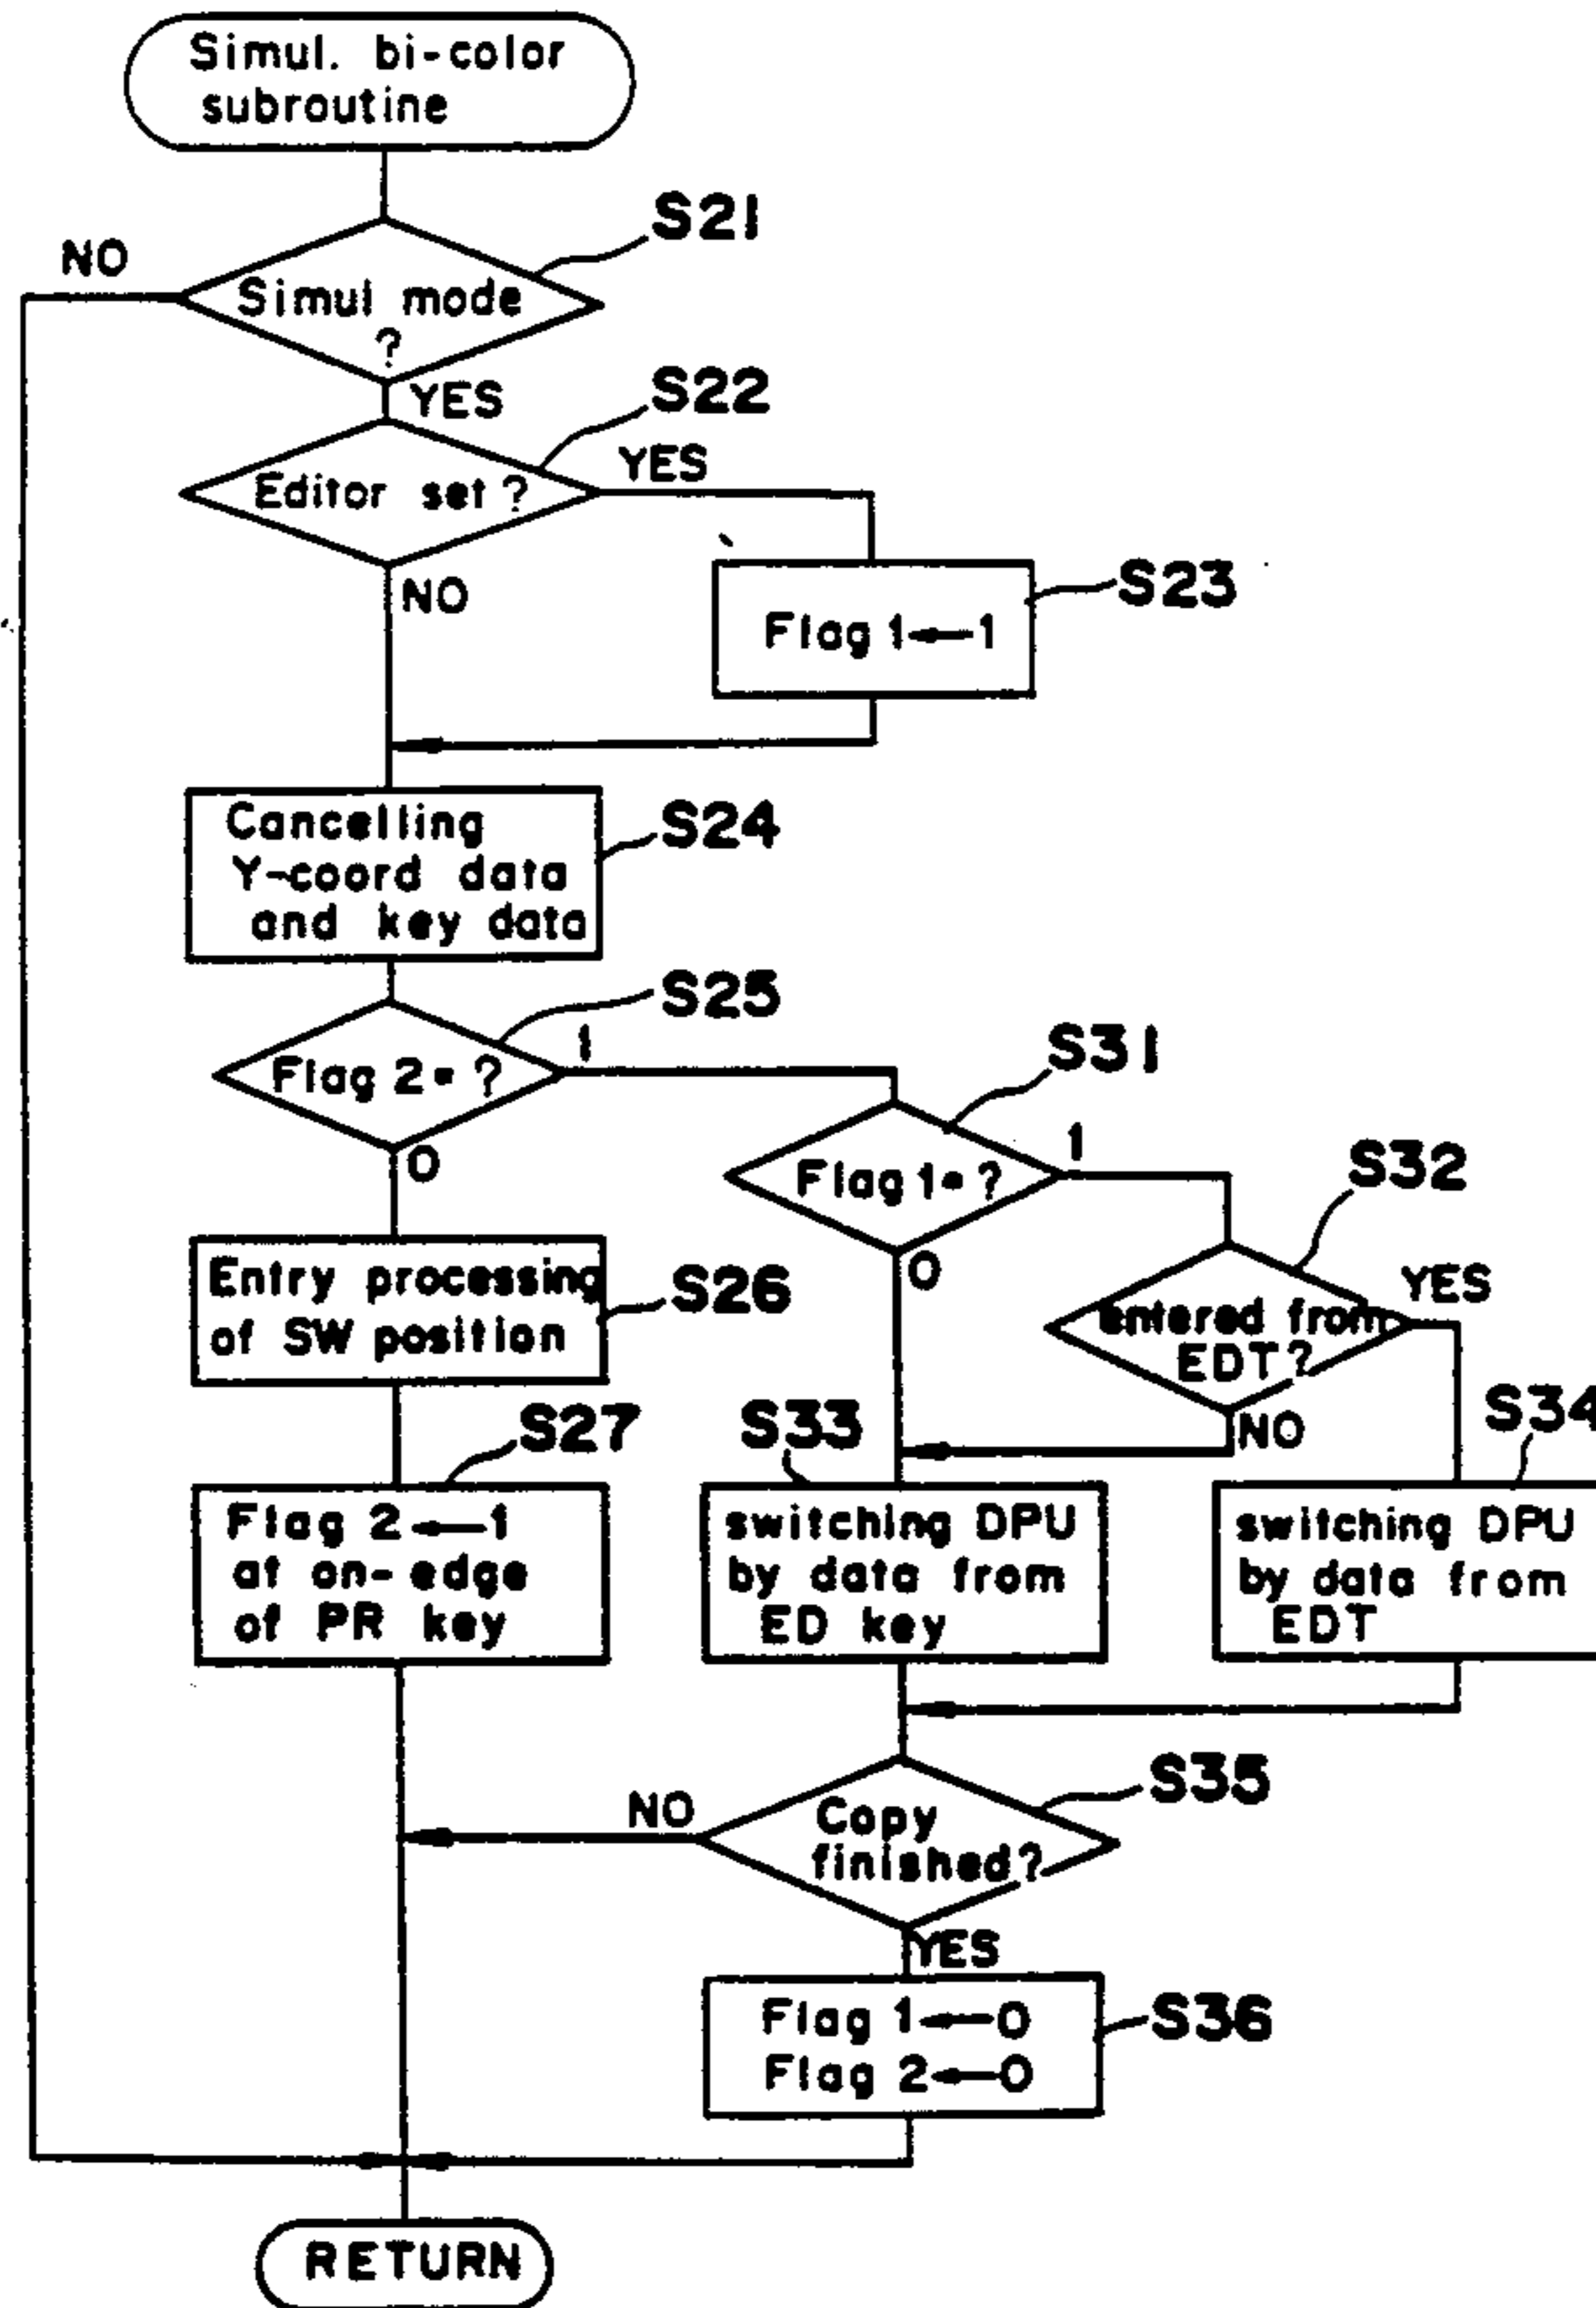 Simul. bi-color
subroutine
S21
NO
Simul mode
?
YES
S22
Editor set?
YES
NO
S23
Flag 1←1
Cancelling
Y-coord data
and key data
S24
S25
Flag 2=?
1
0
S31
Flag 1=?
1
0
S32
entered from
EDT?
YES
NO
Entry processing
of SW position
S26
S27
Flag 2←1
at on-edge
of PR key
S33
switching DPU
by data from
ED key
S34
switching DPU
by data from
EDT
S35
Copy
finished?
NO
YES
S36
Flag 1←0
Flag 2←0
RETURN